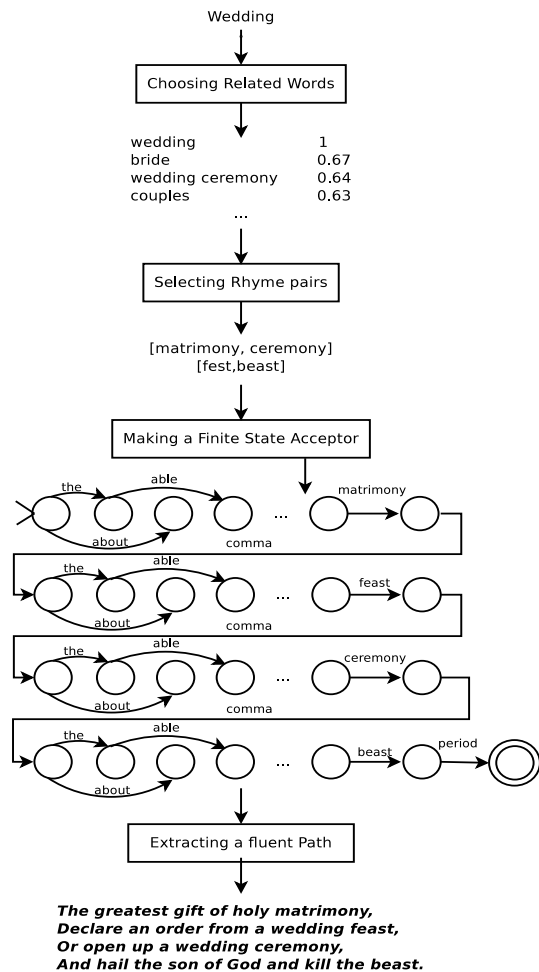 Wedding
Choosing Related Words
wedding 1
bride 0.67
wedding ceremony 0.64
couples 0.63
...
Selecting Rhyme pairs
[matrimony, ceremony]
[fest,beast]
Making a Finite State Acceptor
the able matrimony
...
about comma
the able feast
...
about comma
the able ceremony
...
about comma
the able beast period
...
about
Extracting a fluent Path
The greatest gift of holy matrimony,
Declare an order from a wedding feast,
Or open up a wedding ceremony,
And hail the son of God and kill the beast.